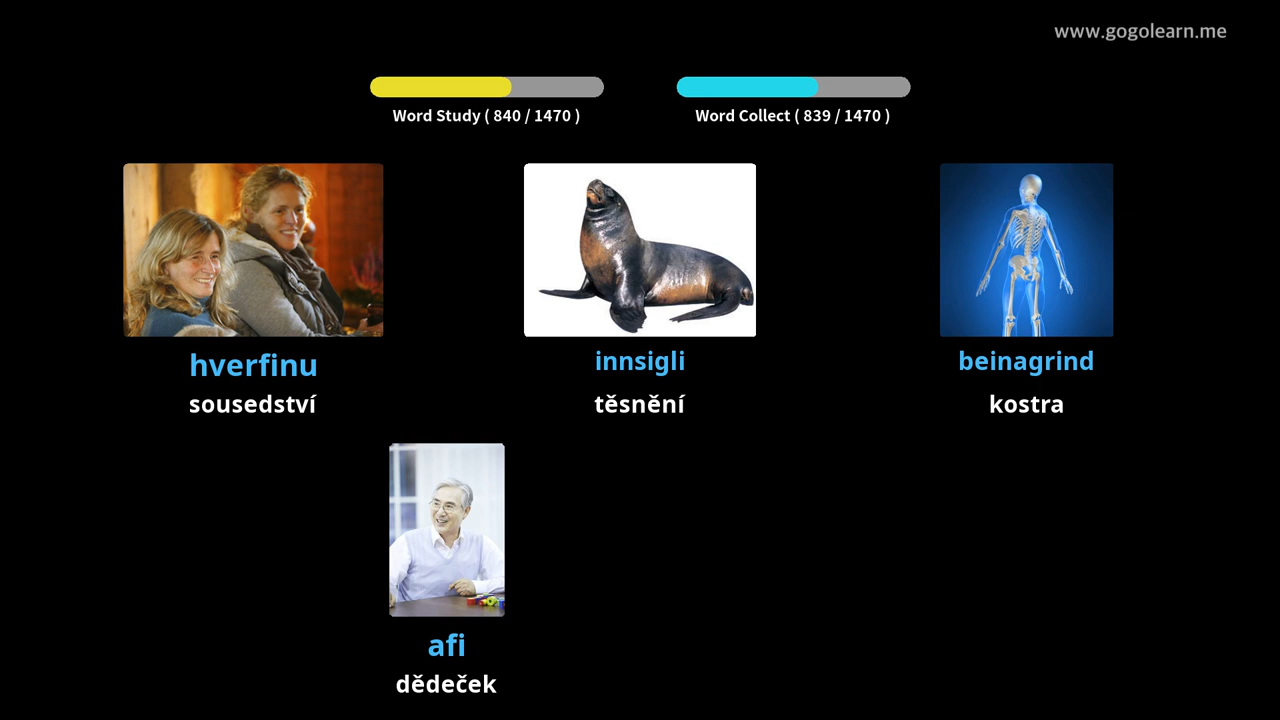 www.gogolearn.me
Word Study ( 840 / 1470 )
Word Collect ( 839 / 1470 )
hverfinu
sousedství
innsigli
těsnění
beinagrind
kostra
afi
dědeček